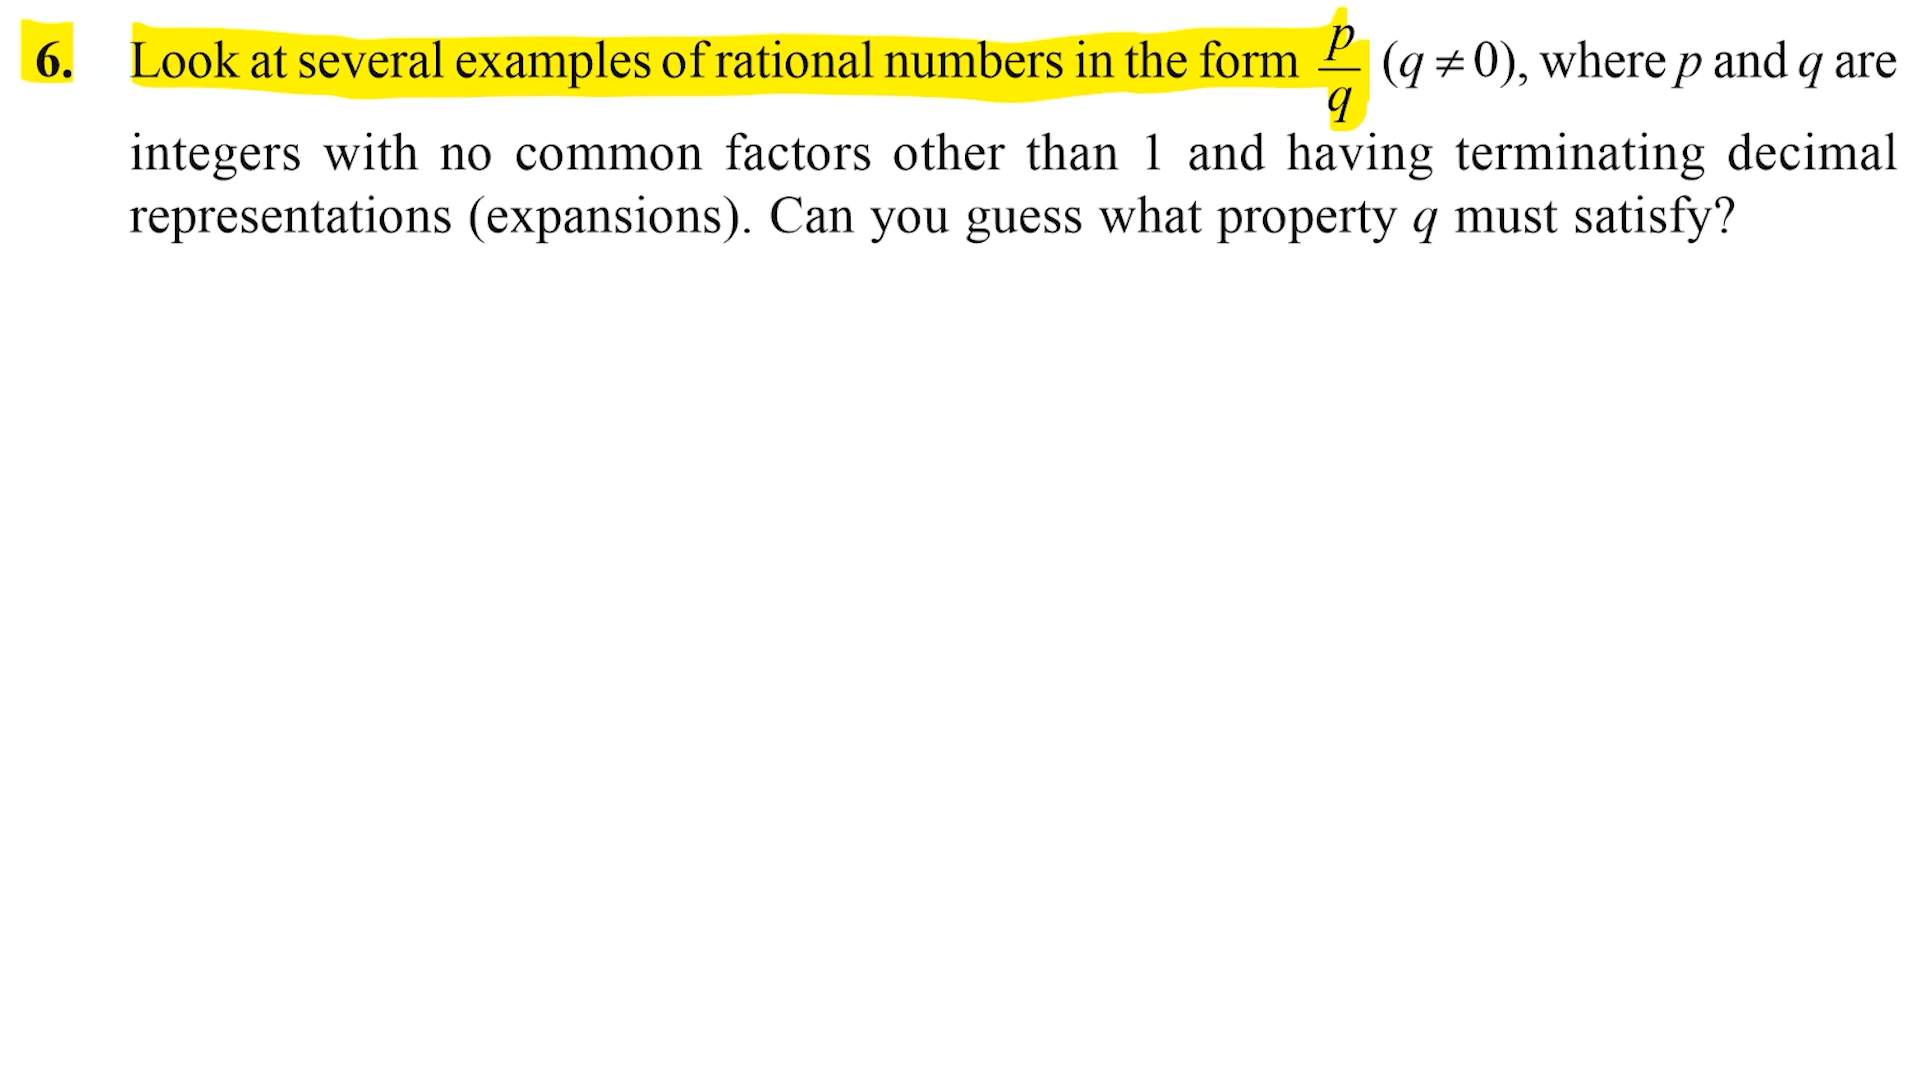 6. Look at several examples of rational numbers in the form p/q (q ≠ 0), where p and q are
integers with no common factors other than 1 and having terminating decimal
representations (expansions). Can you guess what property q must satisfy?